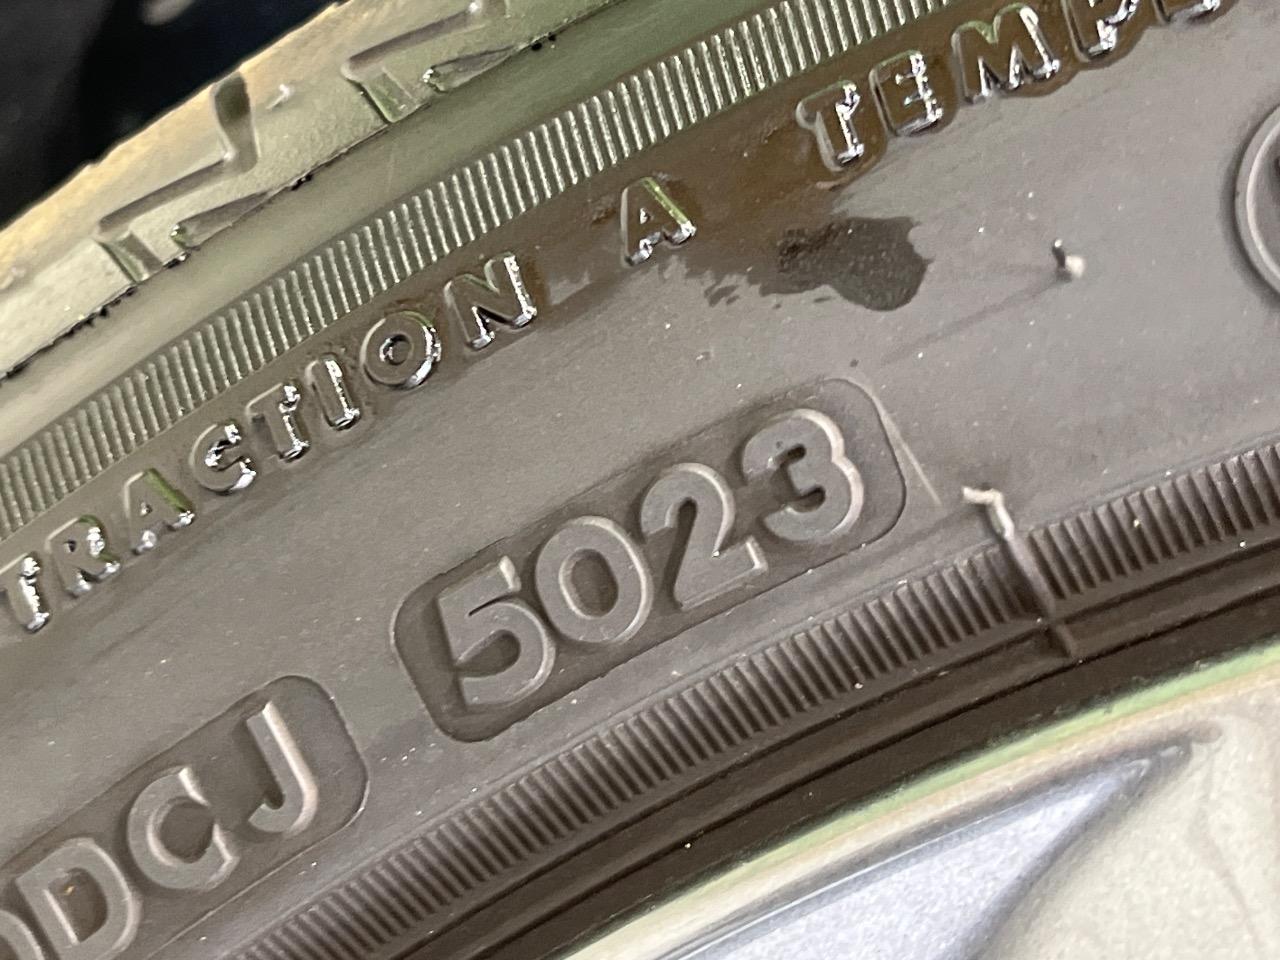 TRACTION A TEMP
5023
DCJ